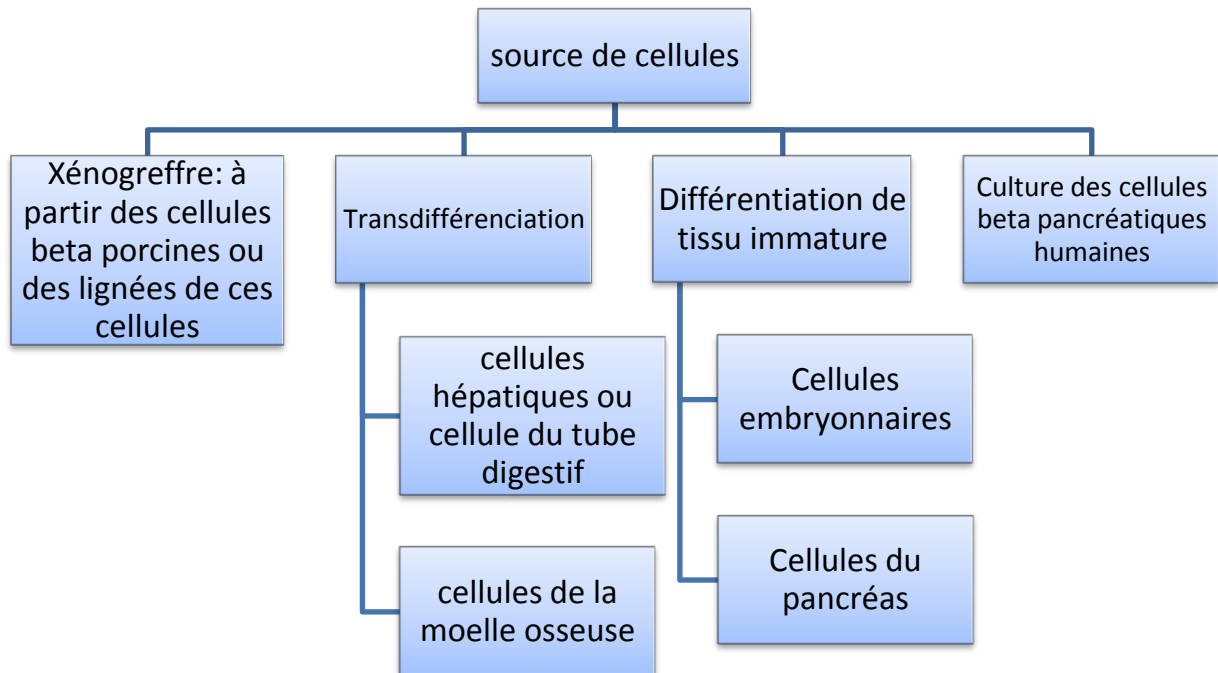 source de cellules
Xénogreffre: à
partir des cellules
beta porcines ou
des lignées de ces
cellules
Transdifférenciation
cellules
hépatiques ou
cellule du tube
digestif
cellules de la
moelle osseuse
Différentiation de
tissu immature
Cellules
embryonnaires
Cellules du
pancréas
Culture des cellules
beta pancréatiques
humaines